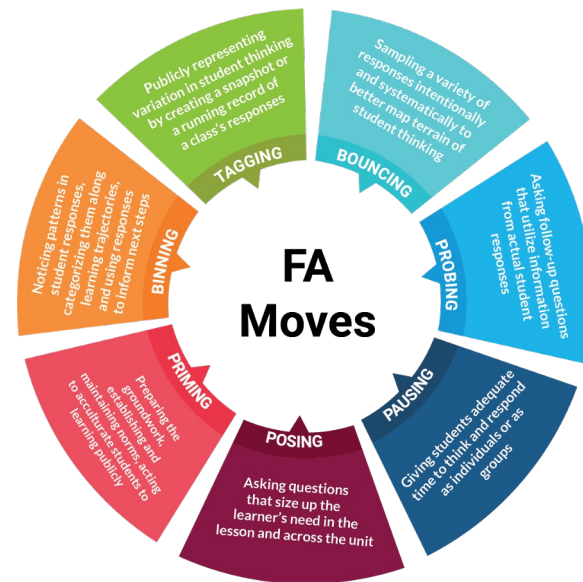 FA
Moves
Publicly representing
variation in student thinking
by creating a snapshot or
a running record of
a class's responses
TAGGING
Sampling a variety of
responses intentionally
and systematically to
better map terrain of
student thinking
BOUNCING
Asking follow-up questions
that utilize information
from actual student
responses
PROBING
Giving students adequate
time to think and respond
as individuals or as
groups
PAUSING
POSING
Asking questions
that size up the
learner's need in the
lesson and across the unit
PRIMING
Preparing the
groundwork,
establishing and
maintaining norms, acting
to acculturate students to
learning publicly
BINNING
Noticing patterns in
student responses,
categorizing them along
learning trajectories,
and using responses
to inform next steps